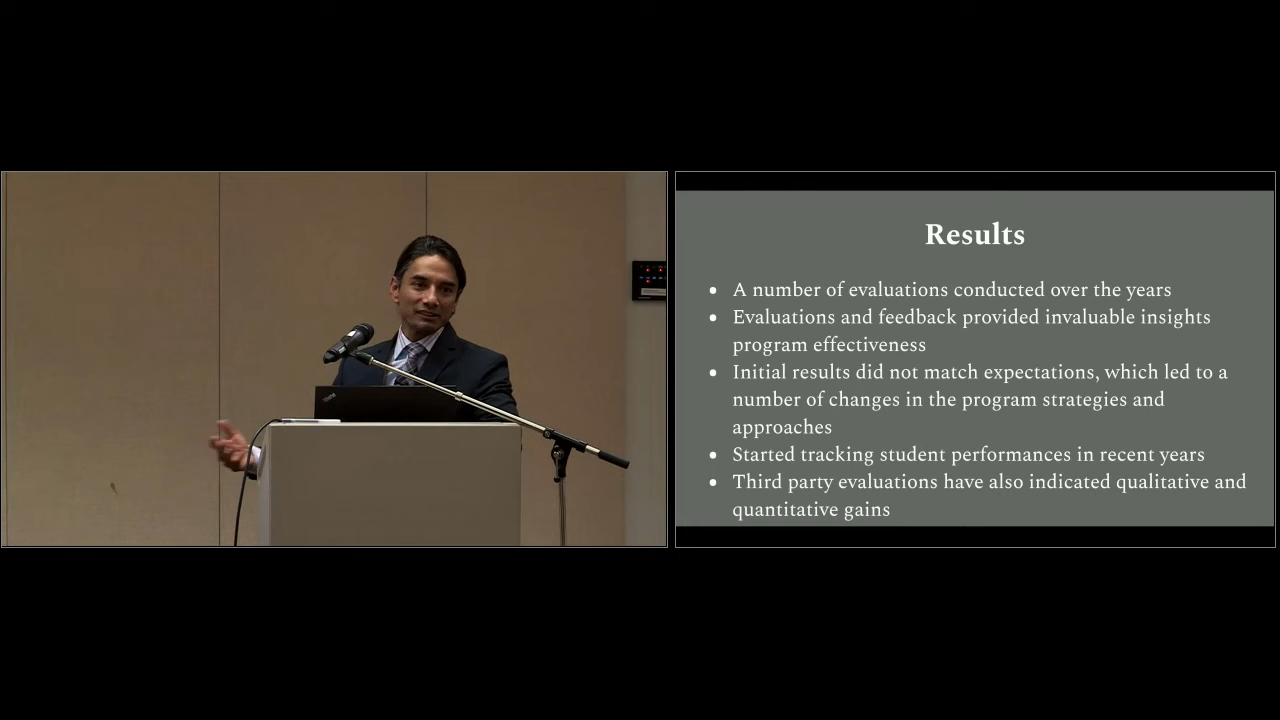 Results
• A number of evaluations conducted over the years
• Evaluations and feedback provided invaluable insights
program effectiveness
• Initial results did not match expectations, which led to a
number of changes in the program strategies and
approaches
• Started tracking student performances in recent years
• Third party evaluations have also indicated qualitative and
quantitative gains